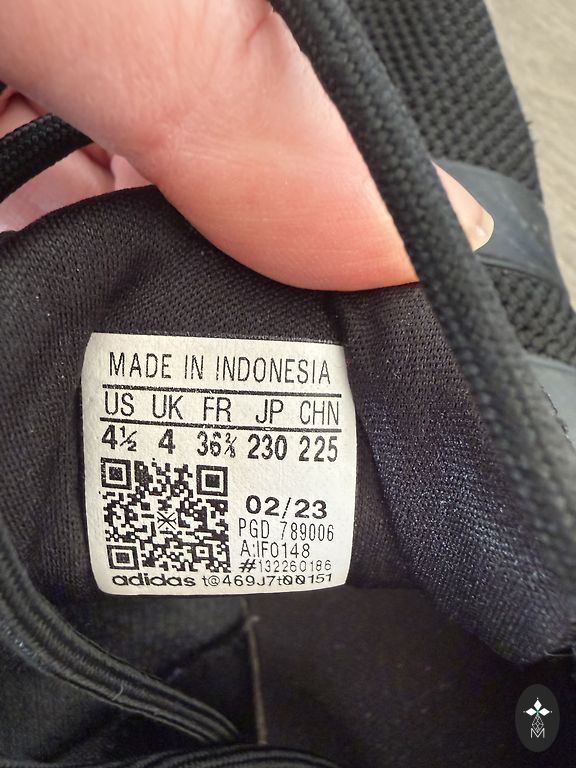 MADE IN INDONESIA
US UK FR JP CHN
4½ 4 36⅔ 230 225
02/23
PGD 789006
A:IF0148
#132260186
adidas t@469J7t00151
M